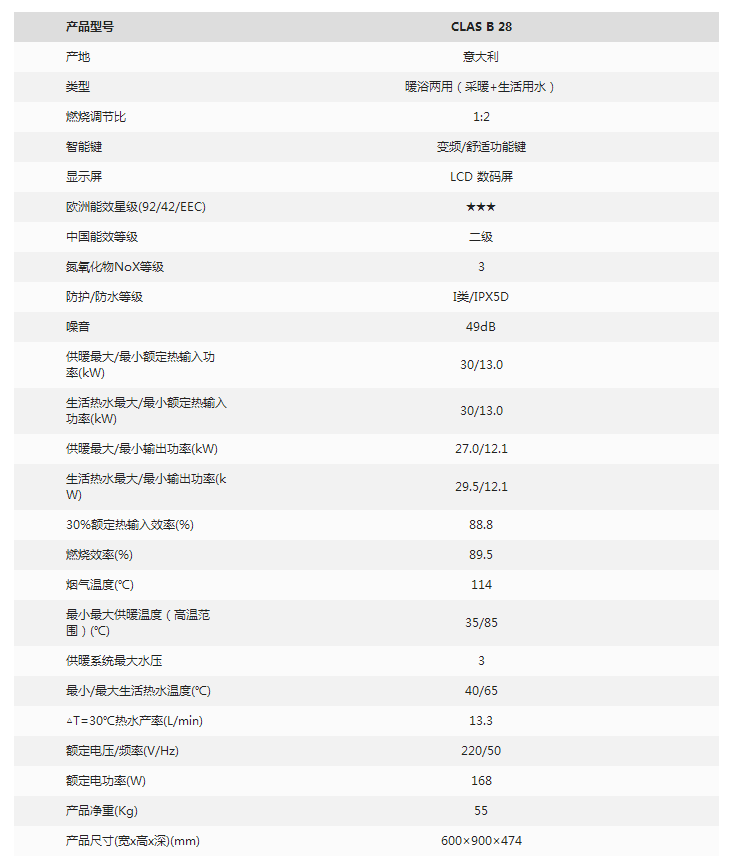 产品型号 CLAS B 28
产地 意大利
类型 暖浴两用（采暖+生活用水）
燃烧调节比 1:2
智能键 变频/舒适功能键
显示屏 LCD 数码屏
欧洲能效星级(92/42/EEC) ★★★
中国能效等级 二级
氮氧化物NoX等级 3
防护/防水等级 I类/IPX5D
噪音 49dB
供暖最大/最小额定热输入功
率(kW) 30/13.0
生活热水最大/最小额定热输入
功率(kW) 30/13.0
供暖最大/最小输出功率(kW) 27.0/12.1
生活热水最大/最小输出功率(k
W) 29.5/12.1
30%额定热输入效率(%) 88.8
燃烧效率(%) 89.5
烟气温度(℃) 114
最小最大供暖温度（高温范
围）(℃) 35/85
供暖系统最大水压 3
最小/最大生活热水温度(℃) 40/65
△T=30℃热水产率(L/min) 13.3
额定电压/频率(V/Hz) 220/50
额定电功率(W) 168
产品净重(Kg) 55
产品尺寸(宽x高x深)(mm) 600×900×474